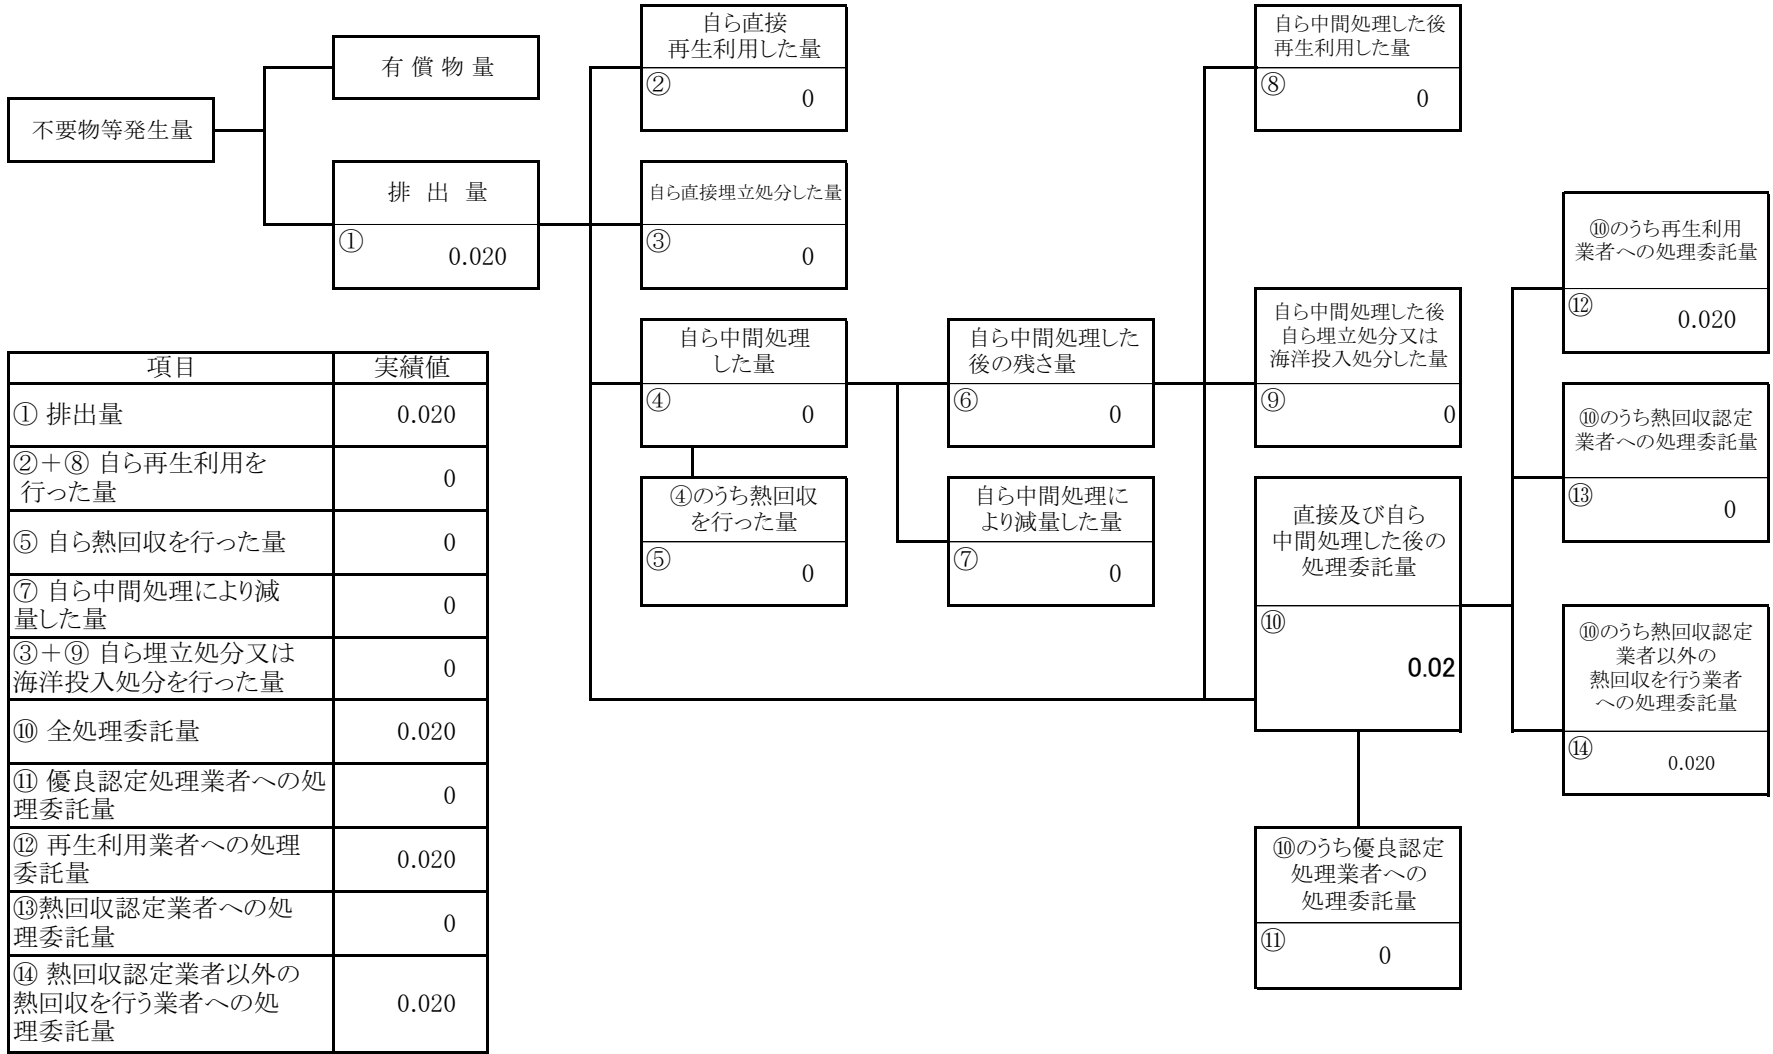 不要物等発生量
有 償 物 量
排 出 量
①
0.020
自ら直接
再生利用した量
②
0
自ら直接埋立処分した量
③
0
自ら中間処理
した量
④
0
④のうち熱回収
を行った量
⑤
0
自ら中間処理した
後の残さ量
⑥
0
自ら中間処理に
より減量した量
⑦
0
自ら中間処理した後
再生利用した量
⑧
0
自ら中間処理した後
自ら埋立処分又は
海洋投入処分した量
⑨
0
直接及び自ら
中間処理した後の
処理委託量
⑩
0.02
⑩のうち優良認定
処理業者への
処理委託量
⑪
0
⑩のうち再生利用
業者への処理委託量
⑫
0.020
⑩のうち熱回収認定
業者への処理委託量
⑬
0
⑩のうち熱回収認定
業者以外の
熱回収を行う業者
への処理委託量
⑭
0.020
項目 実績値
① 排出量 0.020
②＋⑧ 自ら再生利用を
行った量 0
⑤ 自ら熱回収を行った量 0
⑦ 自ら中間処理により減
量した量 0
③＋⑨ 自ら埋立処分又は
海洋投入処分を行った量 0
⑩ 全処理委託量 0.020
⑪ 優良認定処理業者への処
理委託量 0
⑫ 再生利用業者への処理
委託量 0.020
⑬熱回収認定業者への処
理委託量 0
⑭ 熱回収認定業者以外の
熱回収を行う業者への処
理委託量 0.020